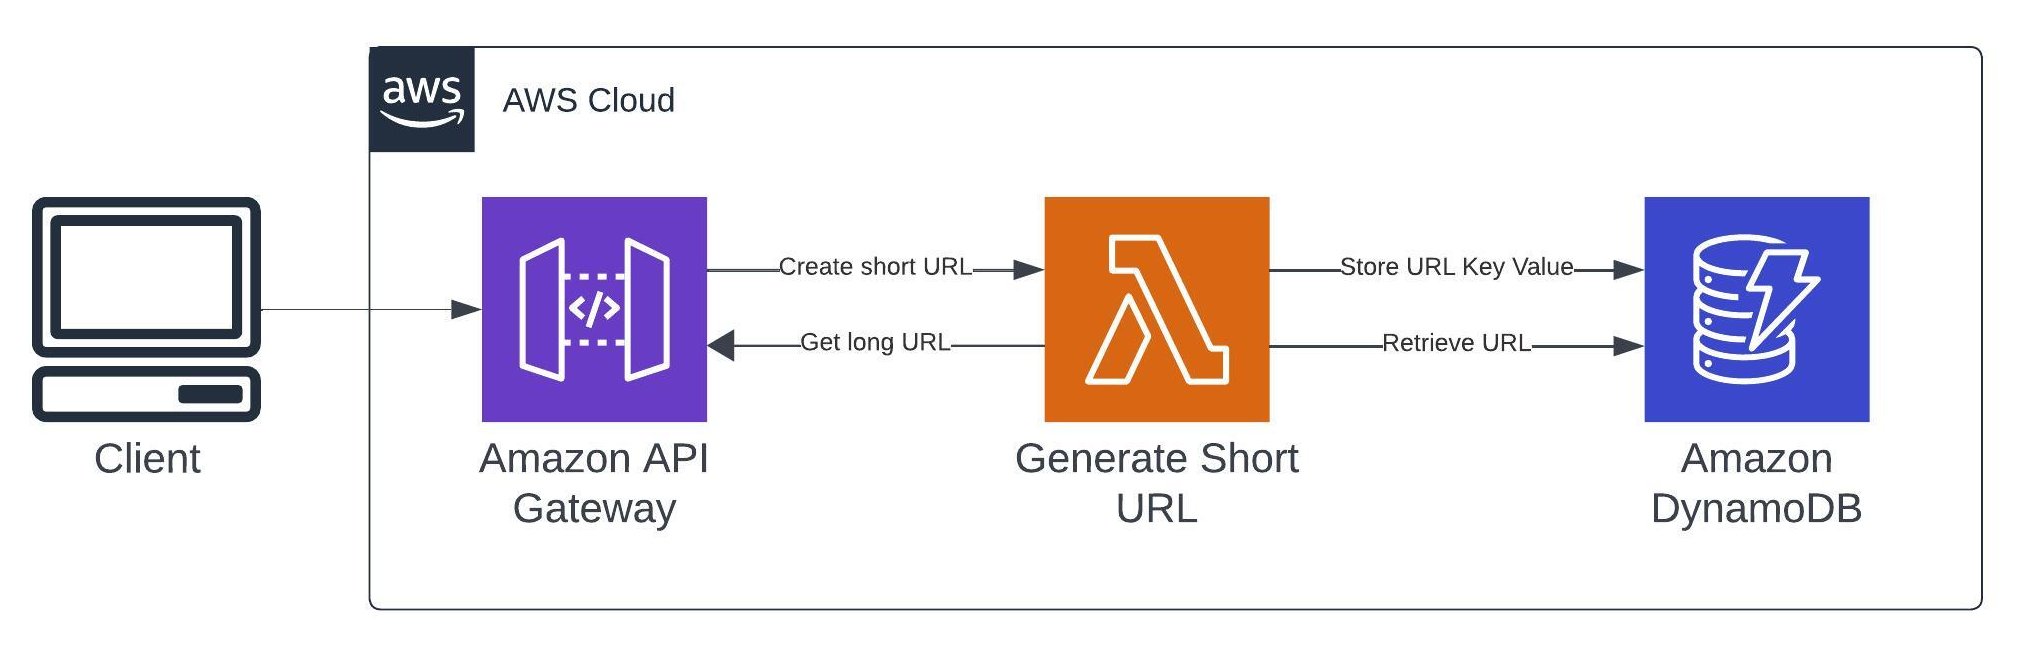 aws
AWS Cloud
Create short URL
Store URL Key Value
Get long URL
Retrieve URL
Client
Amazon API
Gateway
Generate Short
URL
Amazon
DynamoDB